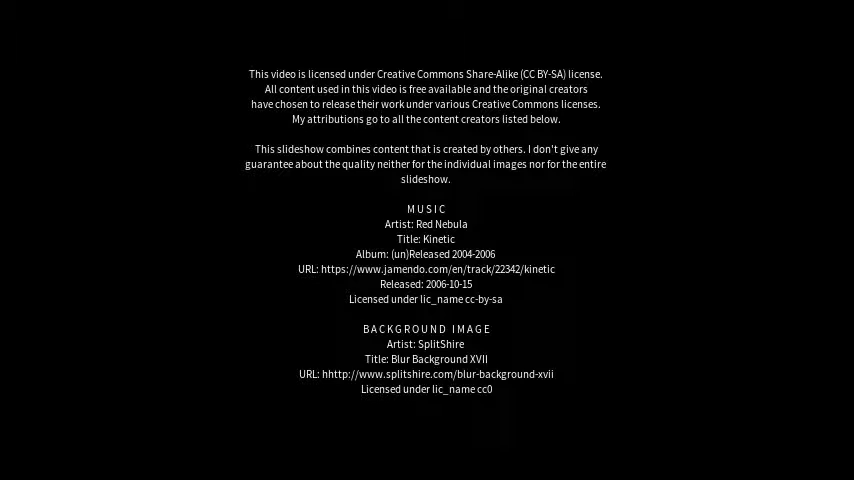 This video is licensed under Creative Commons Share-Alike (CC BY-SA) license.
All content used in this video is free available and the original creators
have chosen to release their work under various Creative Commons licenses.
My attributions go to all the content creators listed below.
This slideshow combines content that is created by others. I don't give any
guarantee about the quality neither for the individual images nor for the entire
slideshow.
MUSIC
Artist: Red Nebula
Title: Kinetic
Album: (un)Released 2004-2006
URL: https://www.jamendo.com/en/track/22342/kinetic
Released: 2006-10-15
Licensed under lic_name cc-by-sa
BACKGROUND IMAGE
Artist: SplitShire
Title: Blur Background XVII
URL: hhttp://www.splitshire.com/blur-background-xvii
Licensed under lic_name cc0